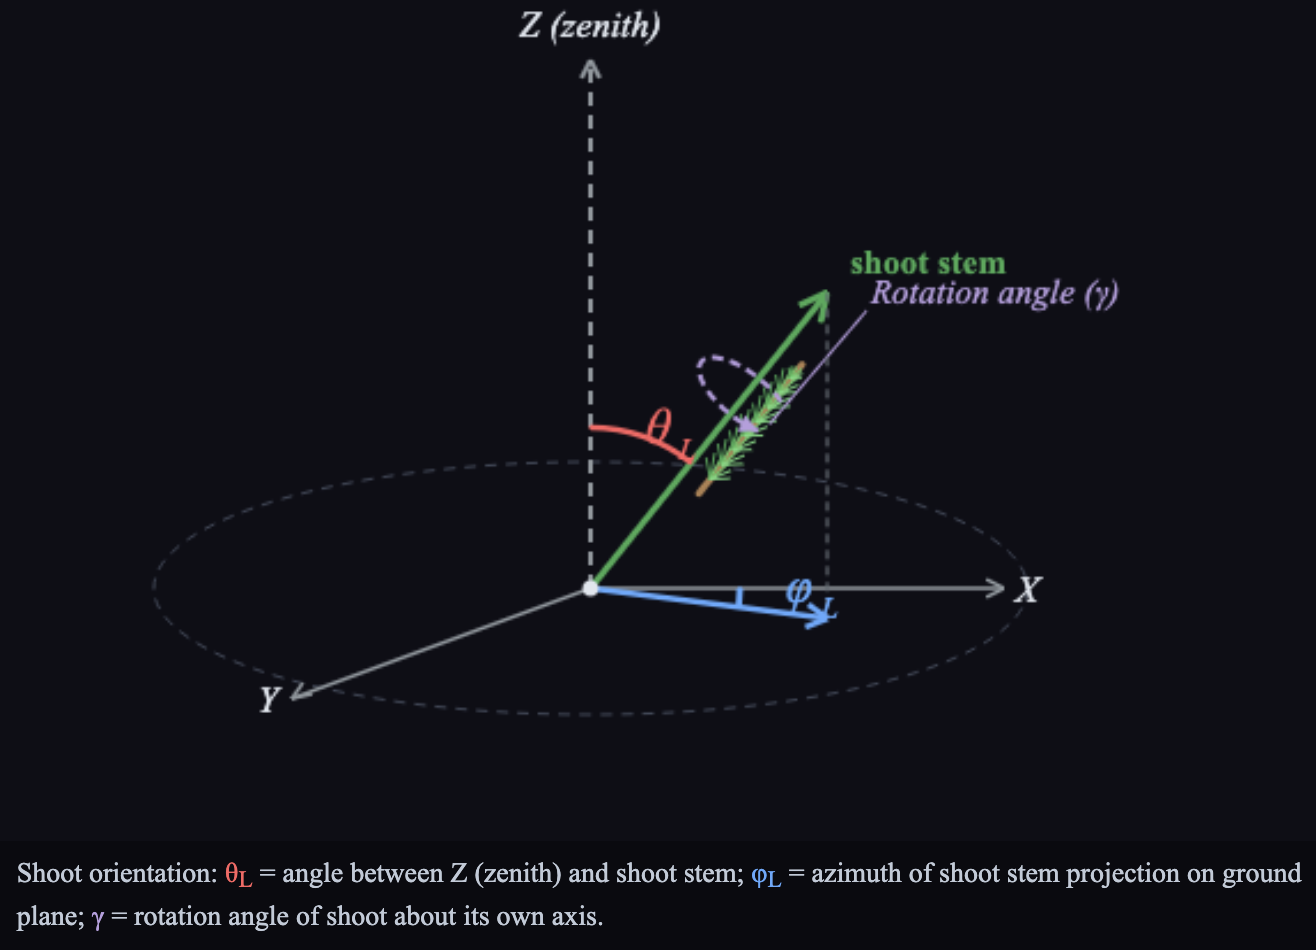 Z (zenith)
shoot stem
Rotation angle (γ)
θL
φL
X
Y
Shoot orientation: θL = angle between Z (zenith) and shoot stem; φL = azimuth of shoot stem projection on ground
plane; γ = rotation angle of shoot about its own axis.